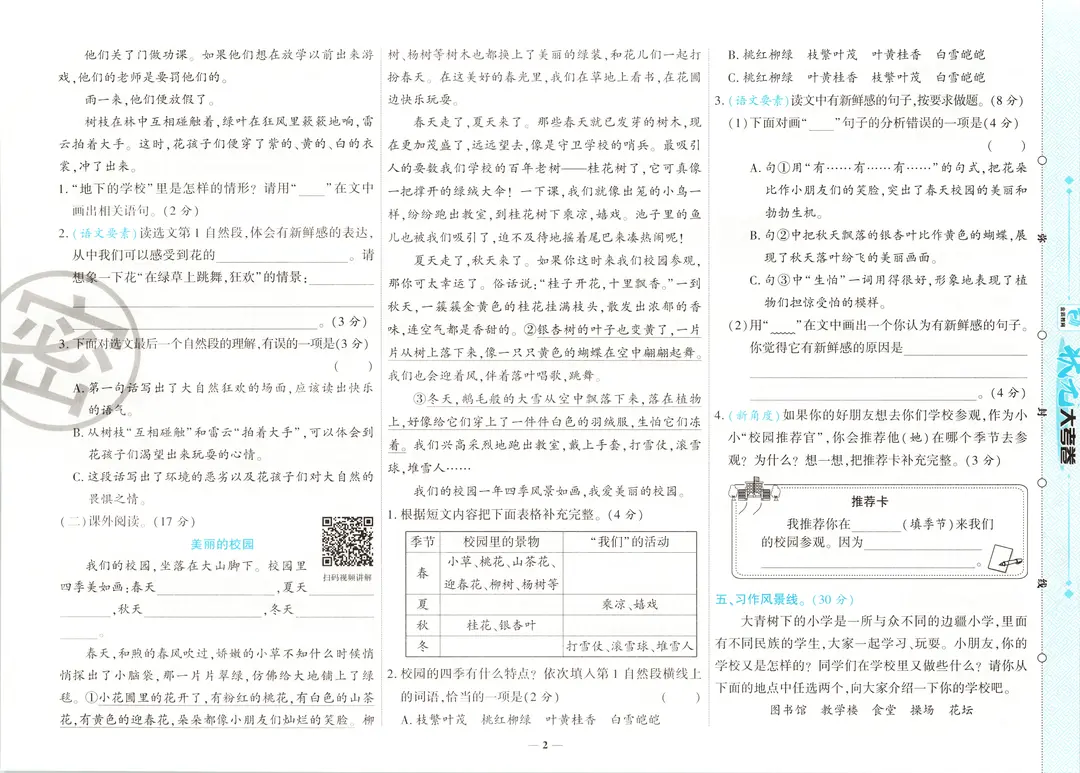 他们关了门做功课。如果他们想在放学以前出来游
戏,他们的老师是要罚他们的。
雨一来,他们便放假了。
树枝在林中互相碰触着,绿叶在狂风里簌簌地响,雷
云拍着大手。这时,花孩子们便穿了紫的、黄的、白的衣
裳,冲了出来。
1.“地下的学校”里是怎样的情形?请用“____”在文中
画出相关语句。(2分)
2.(语文要素)读选文第1自然段,体会有新鲜感的表达,
从中我们可以感受到花的____________________。请
想象一下花“在绿草上跳舞,狂欢”的情景:__________
________________________________________
________________________________。(3分)
3.下面对选文最后一个自然段的理解,有误的一项是(3分)
(    )
A.第一句话写出了大自然狂欢的场面,应该读出快乐
的语气。
B.从树枝“互相碰触”和雷云“拍着大手”,可以体会到
花孩子们渴望出来玩耍的心情。
C.这段话写出了环境的恶劣以及花孩子们对大自然的
畏惧之情。
(二)课外阅读。(17分)
扫码视频讲解
美丽的校园
我们的校园,坐落在大山脚下。校园里
四季美如画:春天________________,夏天
________,秋天________________,冬天________
______。
春天,和煦的春风吹过,娇嫩的小草不知什么时候悄
悄探出了小脑袋,那一片片翠绿,仿佛给大地铺上了绿
毯。①小花圃里的花开了,有粉红的桃花,有白色的山茶
花,有黄色的迎春花,朵朵都像小朋友们灿烂的笑脸。柳
树、杨树等树木也都换上了美丽的绿装,和花儿们一起打
扮春天。在这美好的春光里,我们在草地上看书,在花圃
边快乐玩耍。
春天走了,夏天来了。那些春天就已发芽的树木,现
在更加茂盛了,远远望去,像是守卫学校的哨兵。最吸引
人的要数我们学校的百年老树——桂花树了,它可真像
一把撑开的绿绒大伞!一下课,我们就像出笼的小鸟一
样,纷纷跑出教室,到桂花树下乘凉,嬉戏。池子里的鱼
儿也被我们吸引了,迫不及待地摇着尾巴来凑热闹呢!
夏天走了,秋天来了。如果你这时来我们校园参观,
那你可太幸运了。俗话说:“桂子开花,十里飘香。”一到
秋天,一簇簇金黄色的桂花挂满枝头,散发出浓郁的香
味,连空气都是香甜的。②银杏树的叶子也变黄了,一片
片从树上落下来,像一只只黄色的蝴蝶在空中翩翩起舞。
我们也会迎着风,伴着落叶唱歌,跳舞。
③冬天,鹅毛般的大雪从空中飘落下来,落在植物
上,好像给它们穿上了一件件白色的羽绒服,生怕它们冻
着。我们兴高采烈地跑出教室,戴上手套,打雪仗,滚雪
球,堆雪人……
我们的校园一年四季风景如画,我爱美丽的校园。
1.根据短文内容把下面表格补充完整。(4分)
季节 校园里的景物 “我们”的活动
春 小草、桃花、山茶花、
迎春花、柳树、杨树等
夏 乘凉、嬉戏
秋 桂花、银杏叶
冬 打雪仗、滚雪球、堆雪人
2.校园的四季有什么特点?依次填入第1自然段横线上
的词语,恰当的一项是(2分) (    )
A.枝繁叶茂 桃红柳绿 叶黄桂香 白雪皑皑
B.桃红柳绿 枝繁叶茂 叶黄桂香 白雪皑皑
C.桃红柳绿 叶黄桂香 枝繁叶茂 白雪皑皑
3.(语文要素)读文中有新鲜感的句子,按要求做题。(8分)
(1)下面对画“____”句子的分析错误的一项是(4分)
(    )
A.句①用“有……有……有……”的句式,把花朵
比作小朋友们的笑脸,突出了春天校园的美丽和
勃勃生机。
B.句②中把秋天飘落的银杏叶比作黄色的蝴蝶,展
现了秋天落叶纷飞的美丽画面。
C.句③中“生怕”一词用得很好,形象地表现了植
物们担惊受怕的模样。
(2)用“﹏﹏”在文中画出一个你认为有新鲜感的句子。
你觉得它有新鲜感的原因是__________________
________________________________________
________________________________。(4分)
4.(新角度)如果你的好朋友想去你们学校参观,作为小
小“校园推荐官”,你会推荐他(她)在哪个季节去参
观?为什么?想一想,把推荐卡补充完整。(3分)
推荐卡
我推荐你在________(填季节)来我们
的校园参观。因为____________________
________________________________。
五、习作风景线。(30分)
大青树下的小学是一所与众不同的边疆小学,里面
有不同民族的学生,大家一起学习、玩耍。小朋友,你的
学校又是怎样的?同学们在学校里又做些什么?请你从
下面的地点中任选两个,向大家介绍一下你的学校吧。
图书馆 教学楼 食堂 操场 花坛
— 2 —
密
弥
封
线
状元大考卷